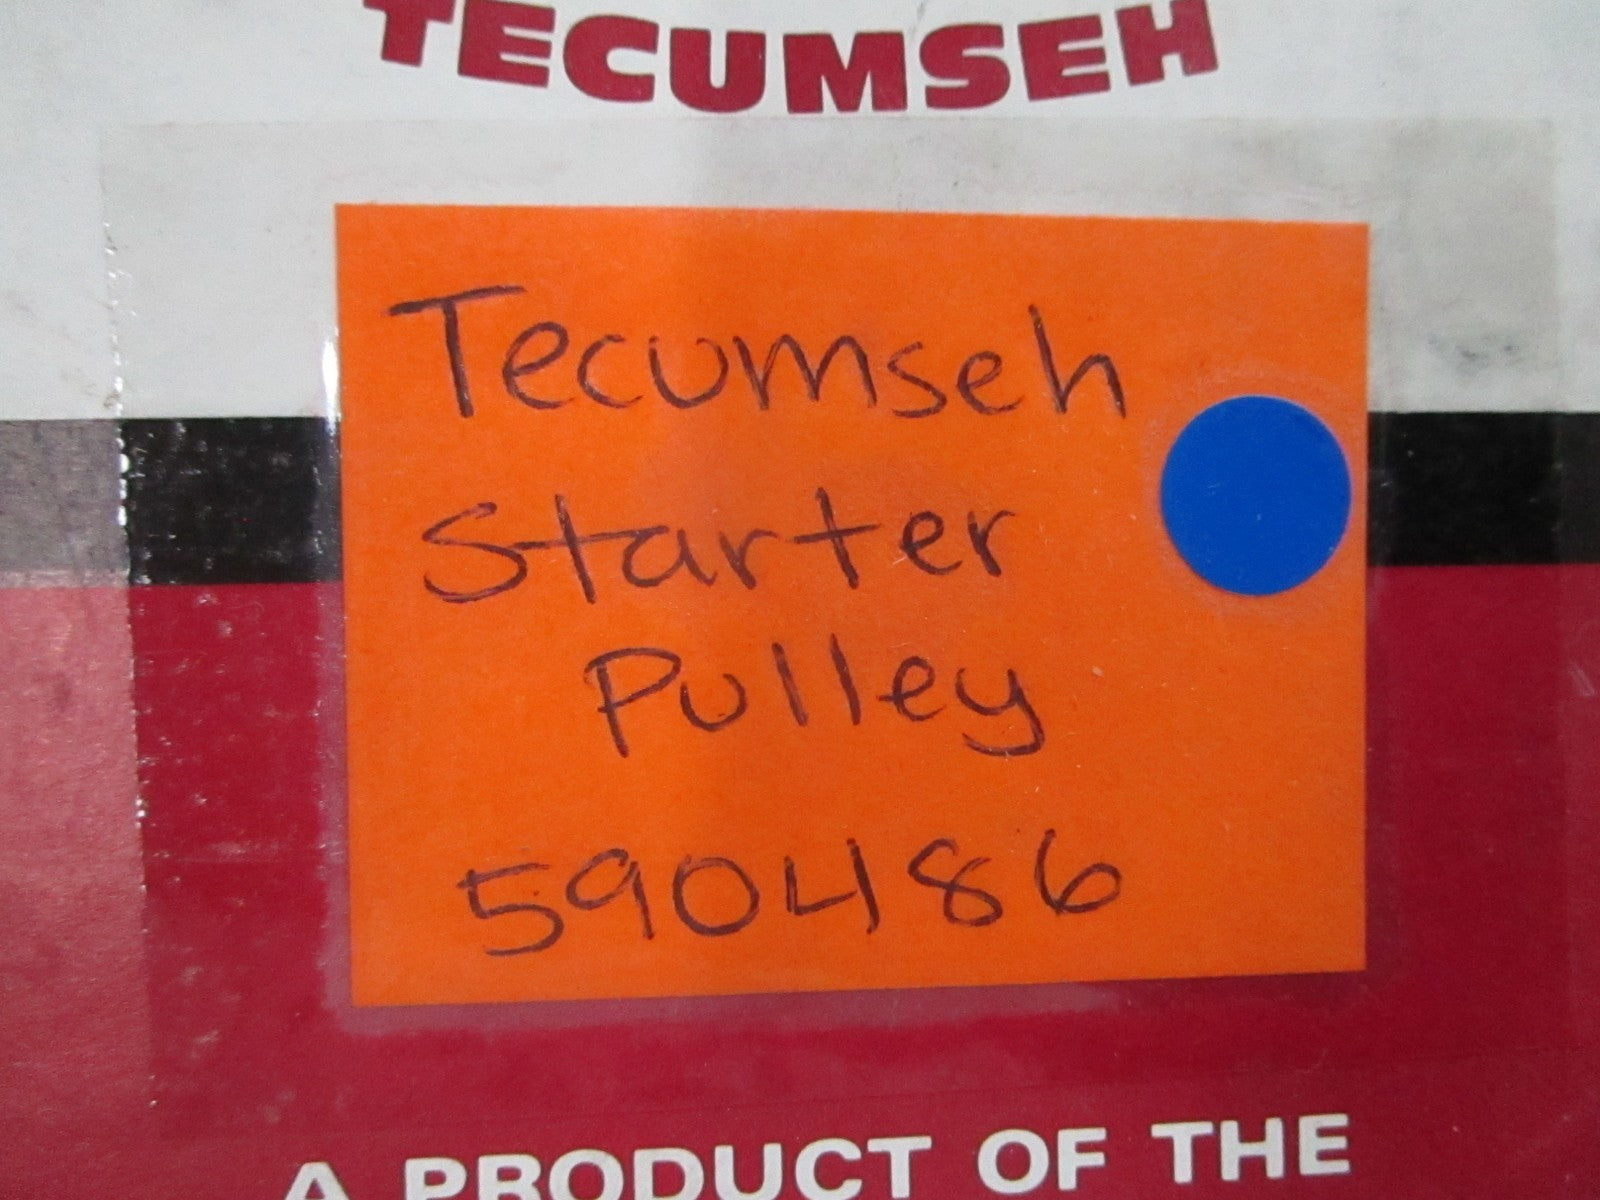 TECUMSEH
Tecumseh
Starter
Pulley
590486
A PRODUCT OF THE